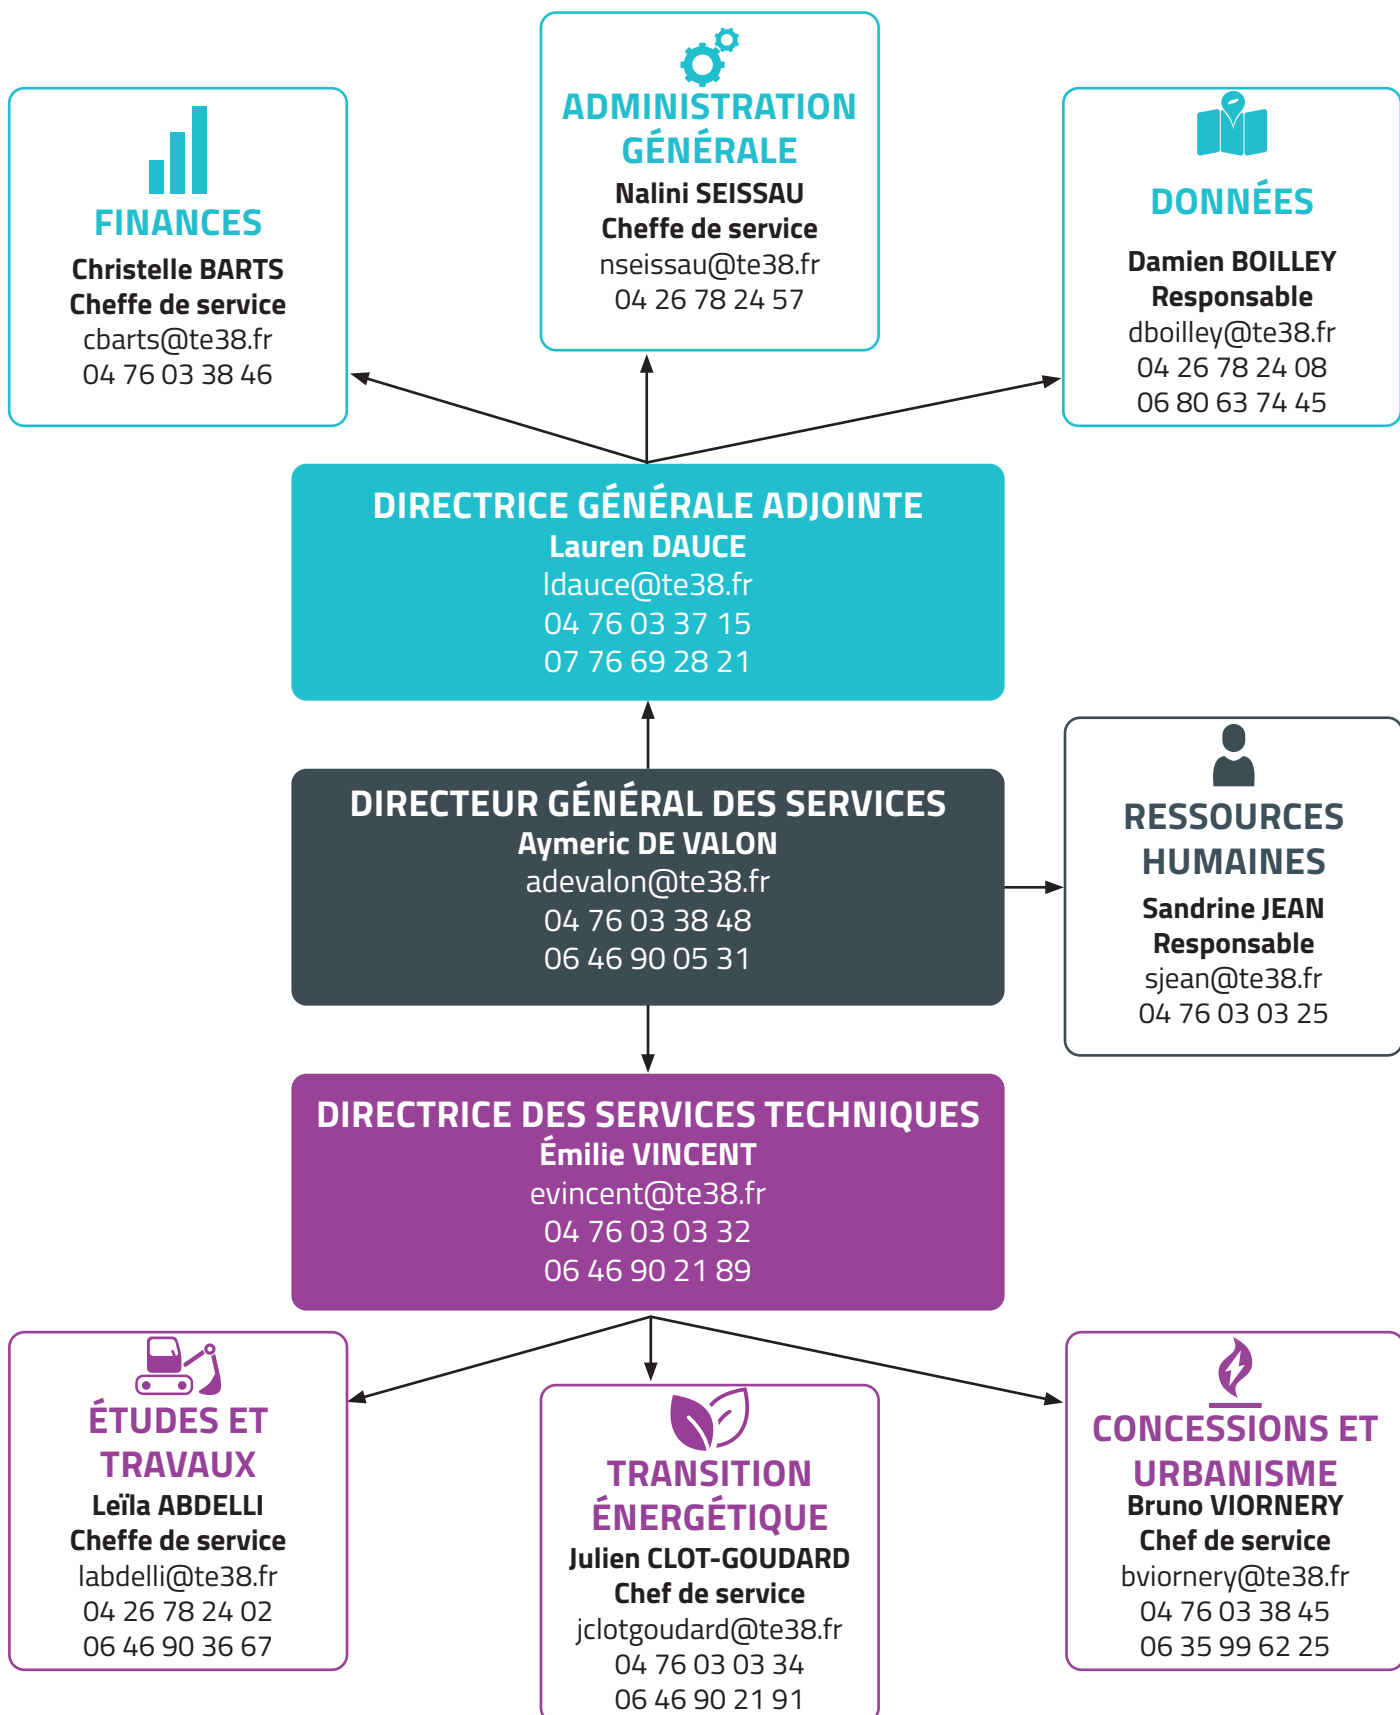 FINANCES
Christelle BARTS
Cheffe de service
cbarts@te38.fr
04 76 03 38 46
ADMINISTRATION
GÉNÉRALE
Nalini SEISSAU
Cheffe de service
nseissau@te38.fr
04 26 78 24 57
DONNÉES
Damien BOILLEY
Responsable
dboilley@te38.fr
04 26 78 24 08
06 80 63 74 45
DIRECTRICE GÉNÉRALE ADJOINTE
Lauren DAUCE
ldauce@te38.fr
04 76 03 37 15
07 76 69 28 21
DIRECTEUR GÉNÉRAL DES SERVICES
Aymeric DE VALON
adevalon@te38.fr
04 76 03 38 48
06 46 90 05 31
RESSOURCES
HUMAINES
Sandrine JEAN
Responsable
sjean@te38.fr
04 76 03 03 25
DIRECTRICE DES SERVICES TECHNIQUES
Émilie VINCENT
evincent@te38.fr
04 76 03 03 32
06 46 90 21 89
ÉTUDES ET
TRAVAUX
Leïla ABDELLI
Cheffe de service
labdelli@te38.fr
04 26 78 24 02
06 46 90 36 67
TRANSITION
ÉNERGÉTIQUE
Julien CLOT-GOUDARD
Chef de service
jclotgoudard@te38.fr
04 76 03 03 34
06 46 90 21 91
CONCESSIONS ET
URBANISME
Bruno VIORNERY
Chef de service
bviornery@te38.fr
04 76 03 38 45
06 35 99 62 25